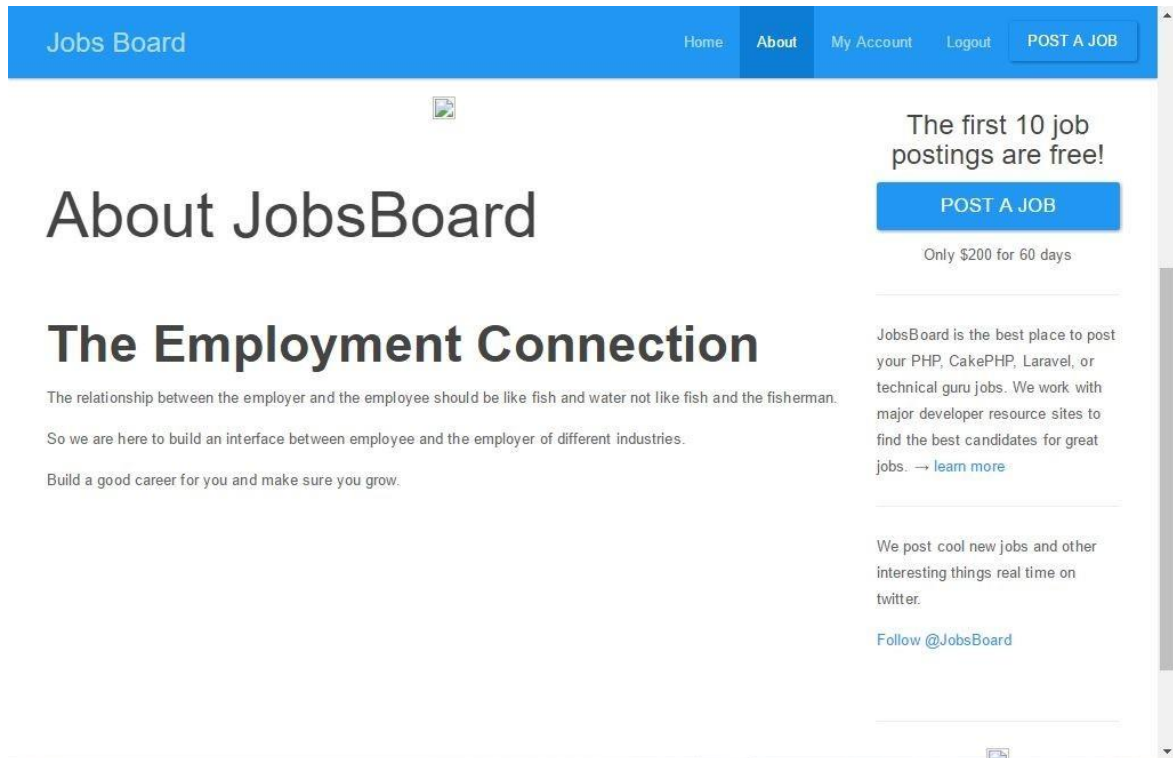 Jobs Board
Home
About
My Account
Logout
POST A JOB
About JobsBoard
The Employment Connection
The relationship between the employer and the employee should be like fish and water not like fish and the fisherman.
So we are here to build an interface between employee and the employer of different industries.
Build a good career for you and make sure you grow.
The first 10 job
postings are free!
POST A JOB
Only $200 for 60 days
JobsBoard is the best place to post
your PHP, CakePHP, Laravel, or
technical guru jobs. We work with
major developer resource sites to
find the best candidates for great
jobs. → learn more
We post cool new jobs and other
interesting things real time on
twitter.
Follow @JobsBoard